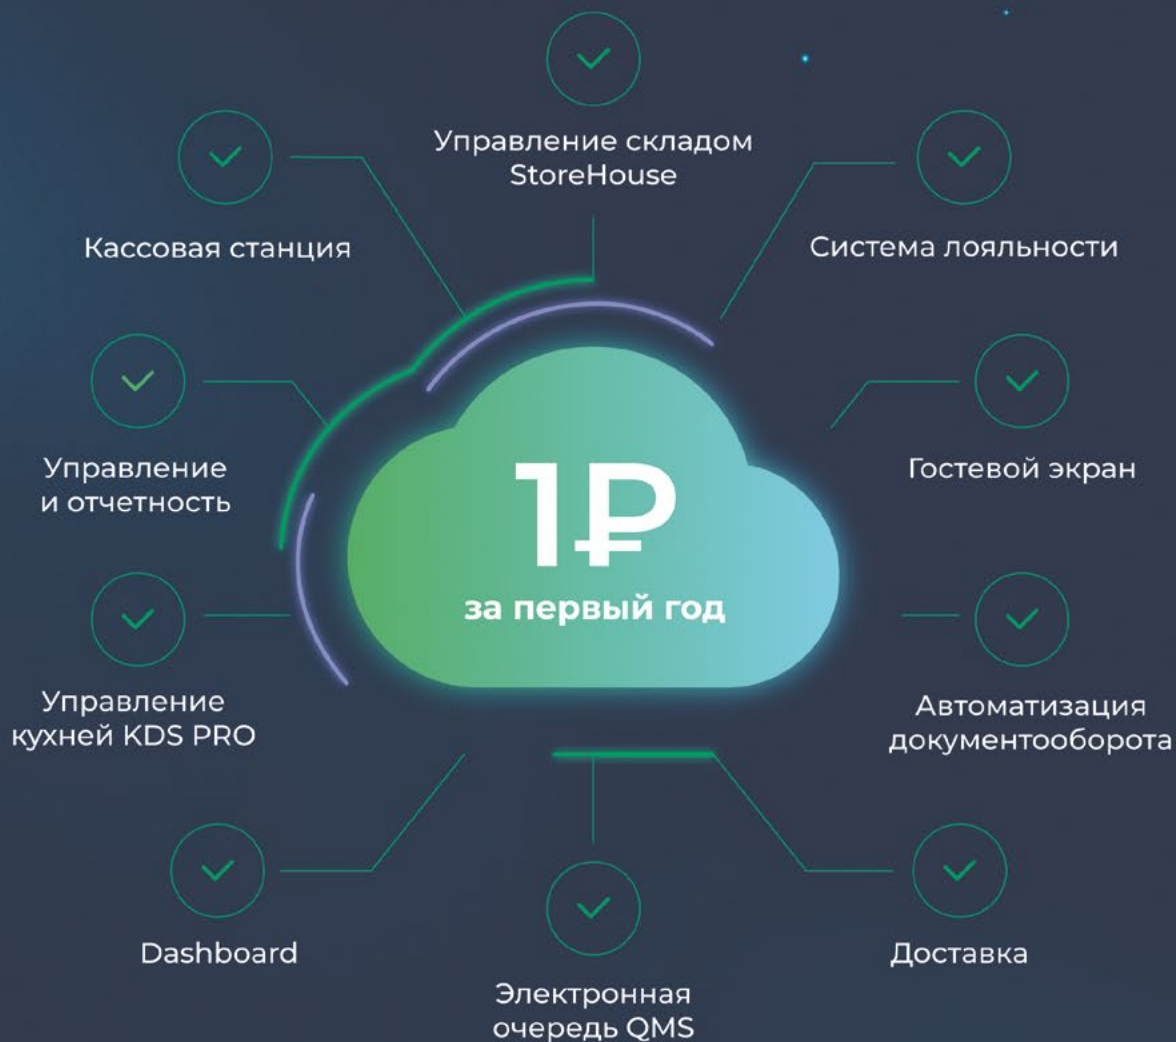 Управление складом
StoreHouse
Кассовая станция
Система лояльности
Управление
и отчетность
Гостевой экран
1₽
за первый год
Управление
кухней KDS PRO
Автоматизация
документооборота
Dashboard
Электронная
очередь QMS
Доставка